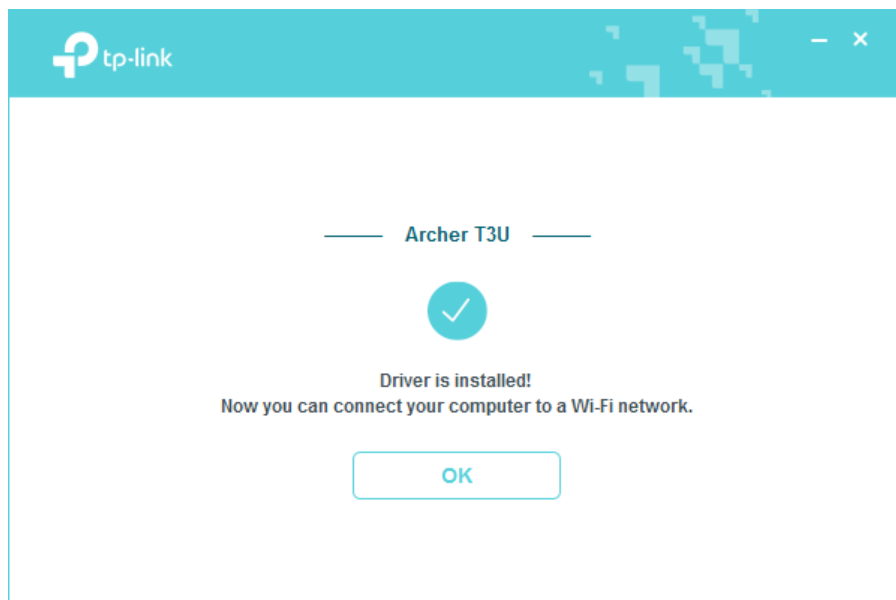 tp-link
Archer T3U
Driver is installed!
Now you can connect your computer to a Wi-Fi network.
OK